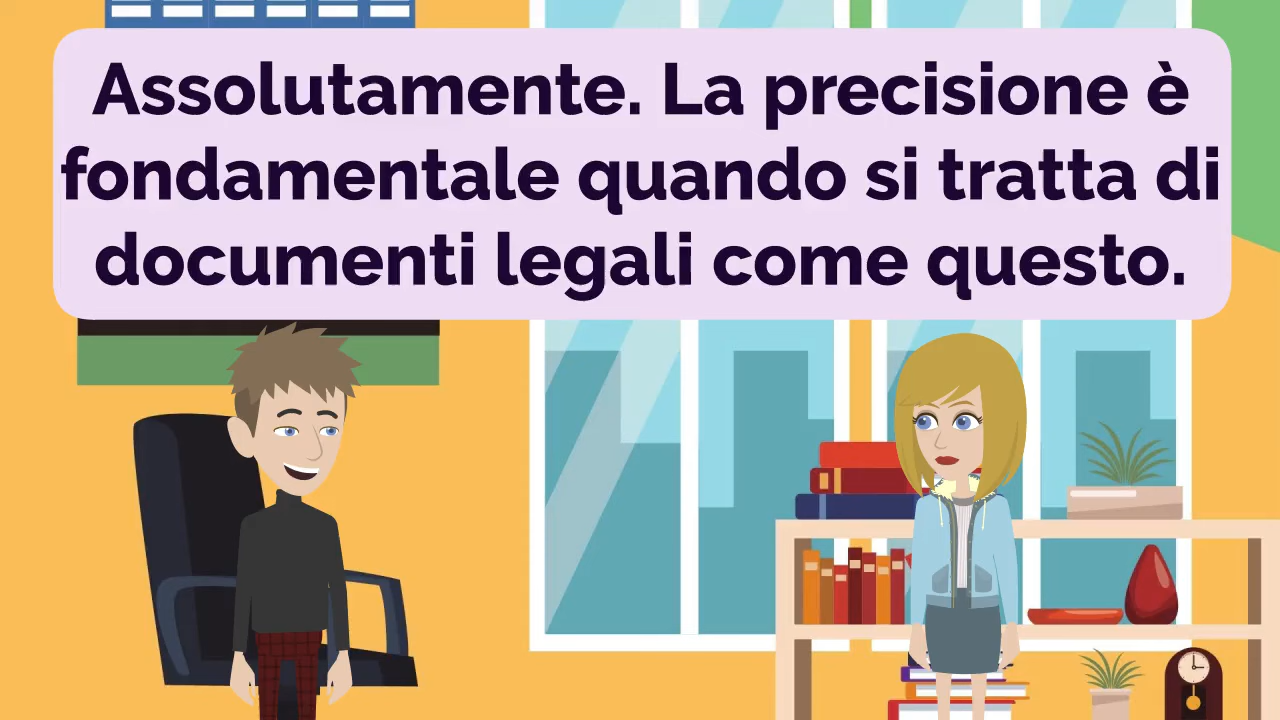 Assolutamente. La precisione è
fondamentale quando si tratta di
documenti legali come questo.